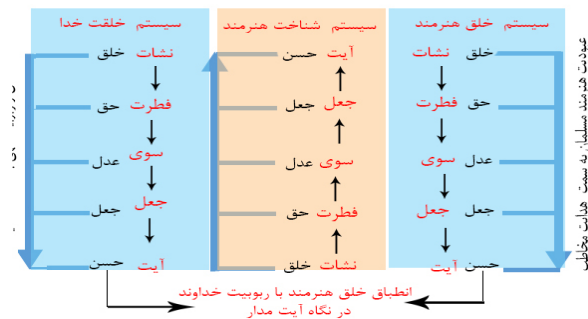 سیستم خلق هنرمند
سیستم شناخت هنرمند
سیستم خلقت خدا
خلق نشات
حق فطرت
عدل سوی
جعل جعل
حسن آیت
آیت حسن
جعل جعل
سوی عدل
فطرت حق
نشات خلق
نشات خلق
فطرت حق
سوی عدل
جعل جعل
آیت حسن
عبودیت هنرمند مسلمان به سمت هدایت مخاطب
انطباق خلق هنرمند با ربوبیت خداوند
در نگاه آیت مدار